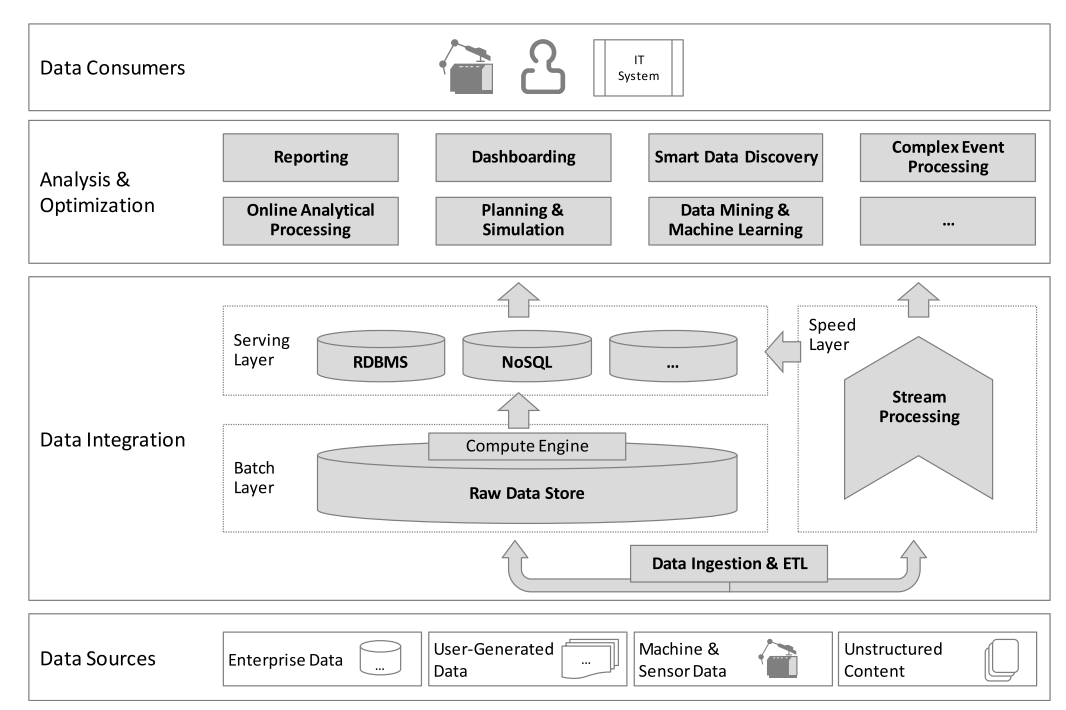 Data Consumers
IT
System
Analysis &
Optimization
Reporting
Dashboarding
Smart Data Discovery
Complex Event
Processing
Online Analytical
Processing
Planning &
Simulation
Data Mining &
Machine Learning
...
Data Integration
Serving
Layer
RDBMS
NoSQL
...
Speed
Layer
Stream
Processing
Batch
Layer
Compute Engine
Raw Data Store
Data Ingestion & ETL
Data Sources
Enterprise Data
...
User-Generated
Data
...
Machine &
Sensor Data
Unstructured
Content